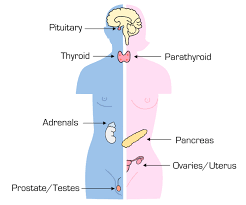 Pituitary
Thyroid
Parathyroid
Adrenals
Pancreas
Ovaries/Uterus
Prostate/Testes